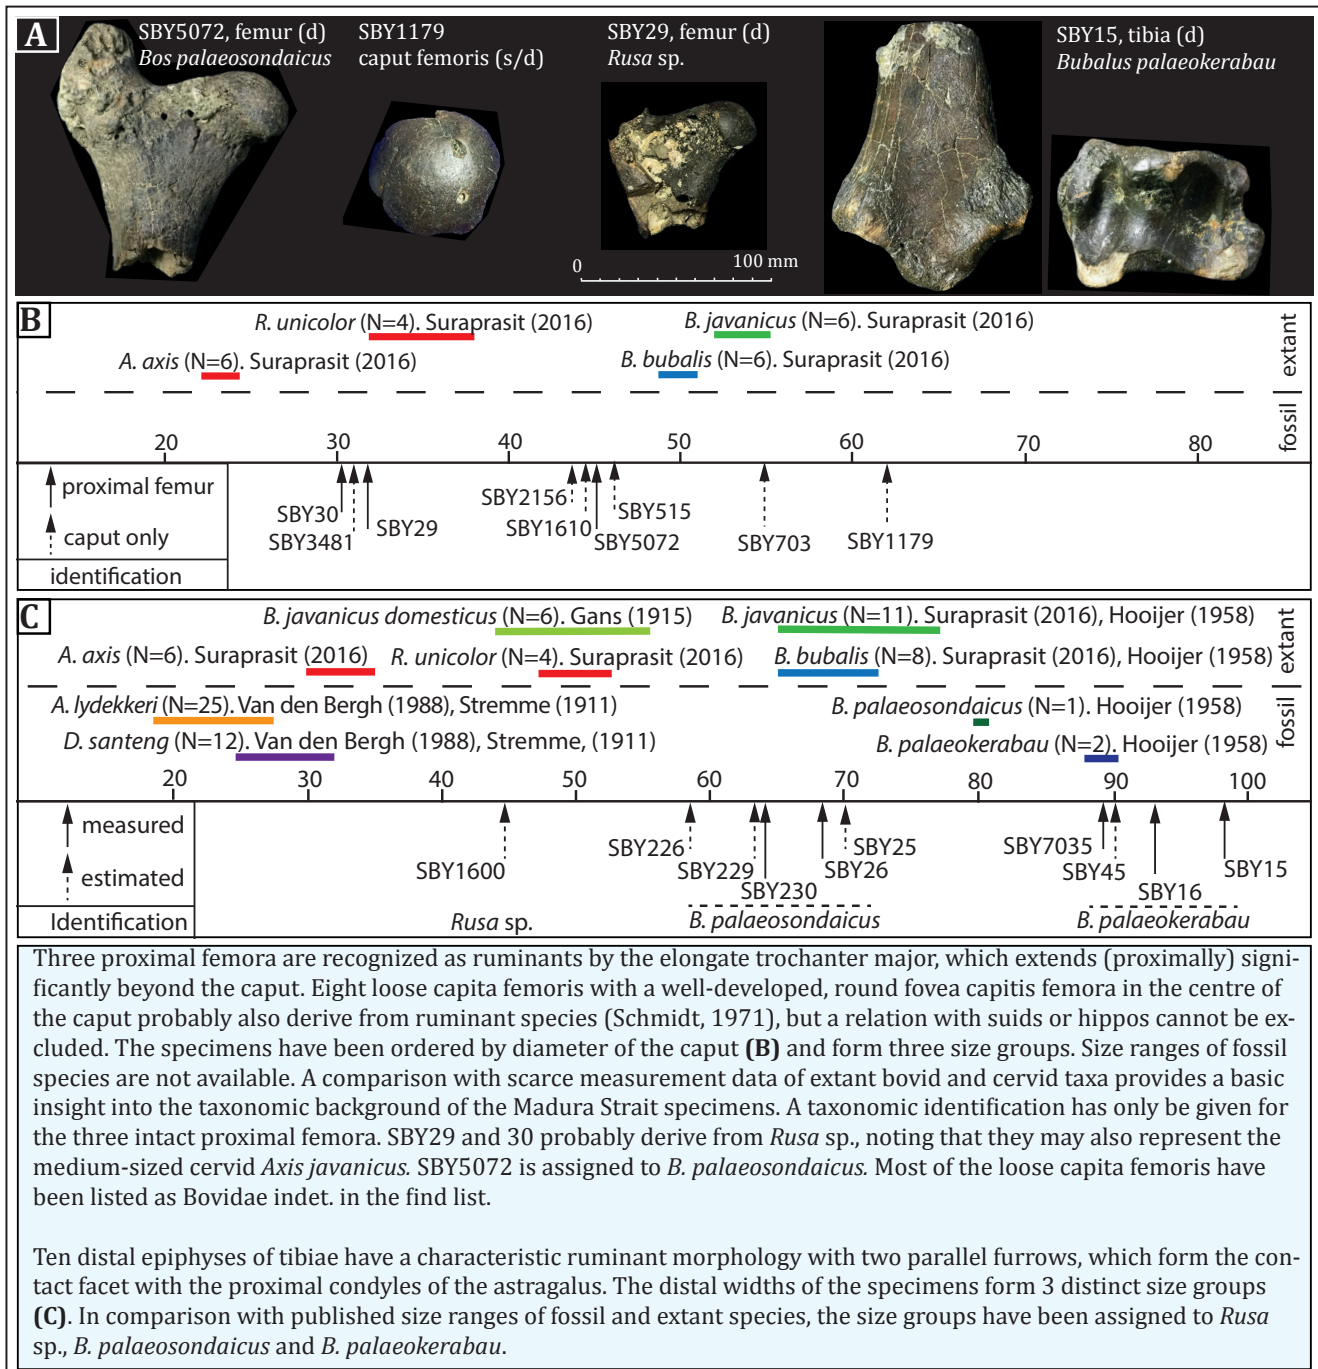 A
SBY5072, femur (d)
Bos palaeosondaicus
SBY1179
caput femoris (s/d)
SBY29, femur (d)
Rusa sp.
SBY15, tibia (d)
Bubalus palaeokerabau
0
100 mm
B
R. unicolor (N=4). Suraprasit (2016)
B. javanicus (N=6). Suraprasit (2016)
A. axis (N=6). Suraprasit (2016)
B. bubalis (N=6). Suraprasit (2016)
extant
fossil
20 30 40 50 60 70 80
proximal femur
caput only
identification
SBY30
SBY3481
SBY29
SBY2156
SBY1610
SBY5072
SBY515
SBY703
SBY1179
C
B. javanicus domesticus (N=6). Gans (1915)
B. javanicus (N=11). Suraprasit (2016), Hooijer (1958)
A. axis (N=6). Suraprasit (2016)
R. unicolor (N=4). Suraprasit (2016)
B. bubalis (N=8). Suraprasit (2016), Hooijer (1958)
extant
A. lydekkeri (N=25). Van den Bergh (1988), Stremme (1911)
B. palaeosondaicus (N=1). Hooijer (1958)
D. santeng (N=12). Van den Bergh (1988), Stremme, (1911)
B. palaeokerabau (N=2). Hooijer (1958)
fossil
20 30 40 50 60 70 80 90 100
measured
estimated
SBY1600
SBY226
SBY229
SBY230
SBY26
SBY25
SBY7035
SBY45
SBY16
SBY15
Identification
Rusa sp.
B. palaeosondaicus
B. palaeokerabau
Three proximal femora are recognized as ruminants by the elongate trochanter major, which extends (proximally) signi-
ficantly beyond the caput. Eight loose capita femoris with a well-developed, round fovea capitis femora in the centre of
the caput probably also derive from ruminant species (Schmidt, 1971), but a relation with suids or hippos cannot be ex-
cluded. The specimens have been ordered by diameter of the caput (B) and form three size groups. Size ranges of fossil
species are not available. A comparison with scarce measurement data of extant bovid and cervid taxa provides a basic
insight into the taxonomic background of the Madura Strait specimens. A taxonomic identification has only be given for
the three intact proximal femora. SBY29 and 30 probably derive from Rusa sp., noting that they may also represent the
medium-sized cervid Axis javanicus. SBY5072 is assigned to B. palaeosondaicus. Most of the loose capita femoris have
been listed as Bovidae indet. in the find list.
Ten distal epiphyses of tibiae have a characteristic ruminant morphology with two parallel furrows, which form the con-
tact facet with the proximal condyles of the astragalus. The distal widths of the specimens form 3 distinct size groups
(C). In comparison with published size ranges of fossil and extant species, the size groups have been assigned to Rusa
sp., B. palaeosondaicus and B. palaeokerabau.